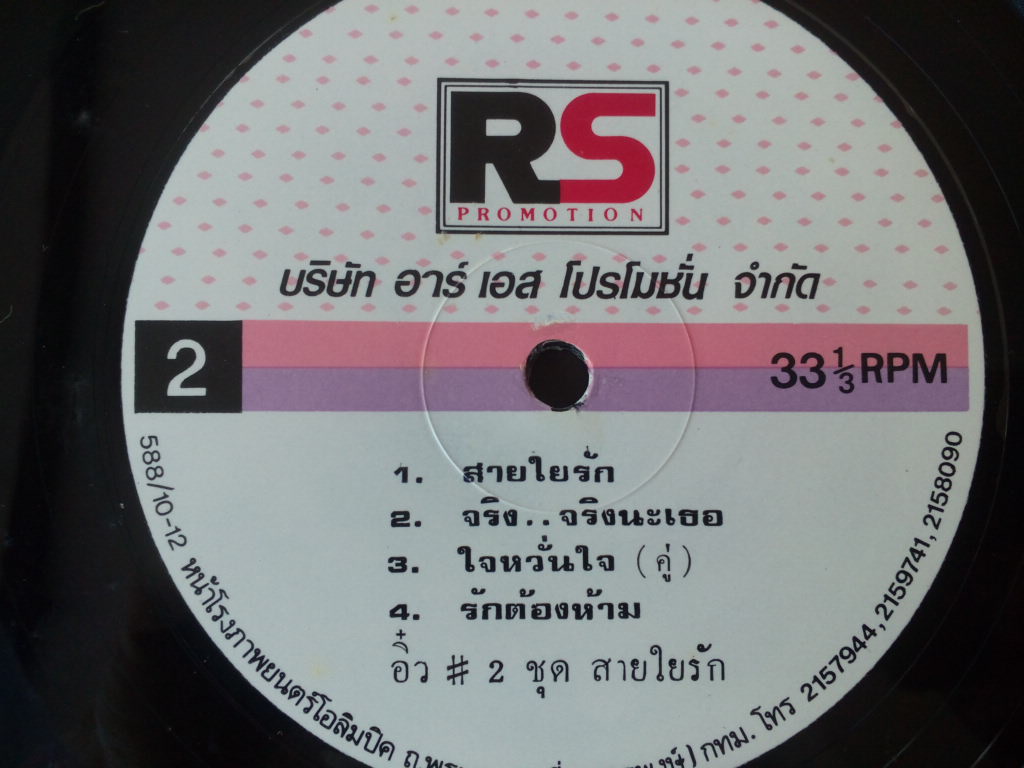 RS
PROMOTION
บริษัท อาร์ เอส โปรโมชั่น จำกัด
2
33 1/3 RPM
1. สายใยรัก
2. จริง..จริงนะเธอ
3. ใจหวั่นใจ (คู่)
4. รักต้องห้าม
อิ๋ว # 2 ชุด สายใยรัก
588/10-12 หน้าโรงภาพยนตร์โอลิมปิค ถ. กทม. โทร 2157944, 2159741, 2158090